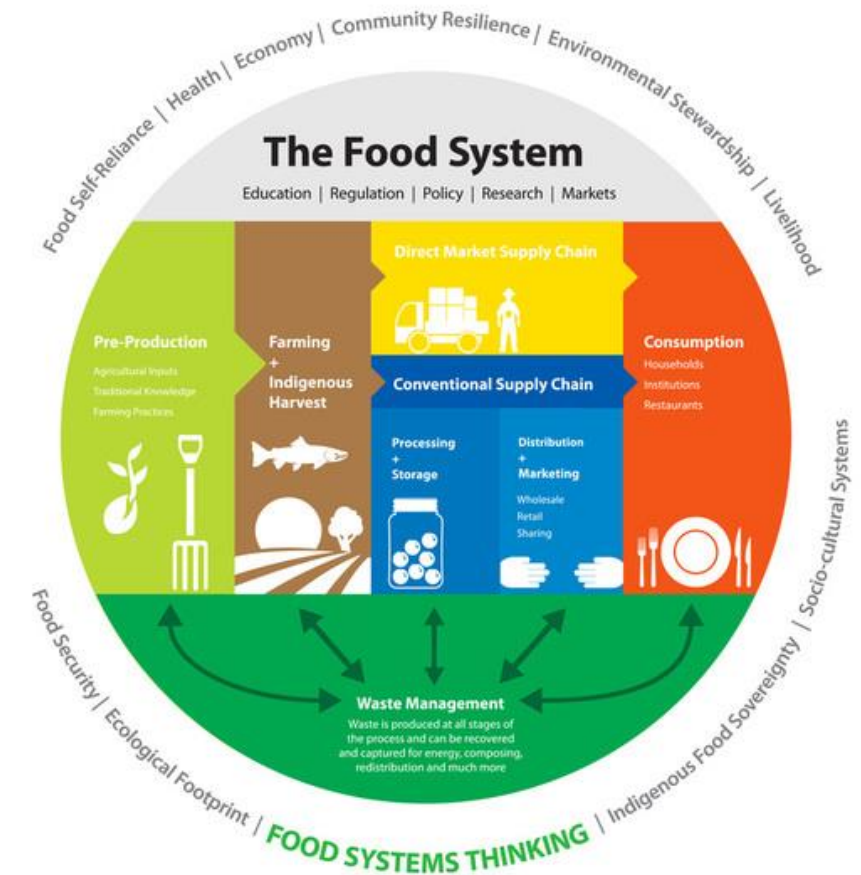 Food Self-Reliance | Health | Economy | Community Resilience | Environmental Stewardship | Livelihood
The Food System
Education | Regulation | Policy | Research | Markets
Direct Market Supply Chain
Pre-Production
Agricultural Inputs
Traditional Knowledge
Farming Practices
Farming
+
Indigenous
Harvest
Conventional Supply Chain
Processing
+
Storage
Distribution
+
Marketing
Wholesale
Retail
Sharing
Consumption
Households
Institutions
Restaurants
Waste Management
Waste is produced at all stages of
the process and can be recovered
and captured for energy, composing,
redistribution and much more
Food Security | Ecological Footprint | FOOD SYSTEMS THINKING | Indigenous Food Sovereignty | Socio-cultural Systems